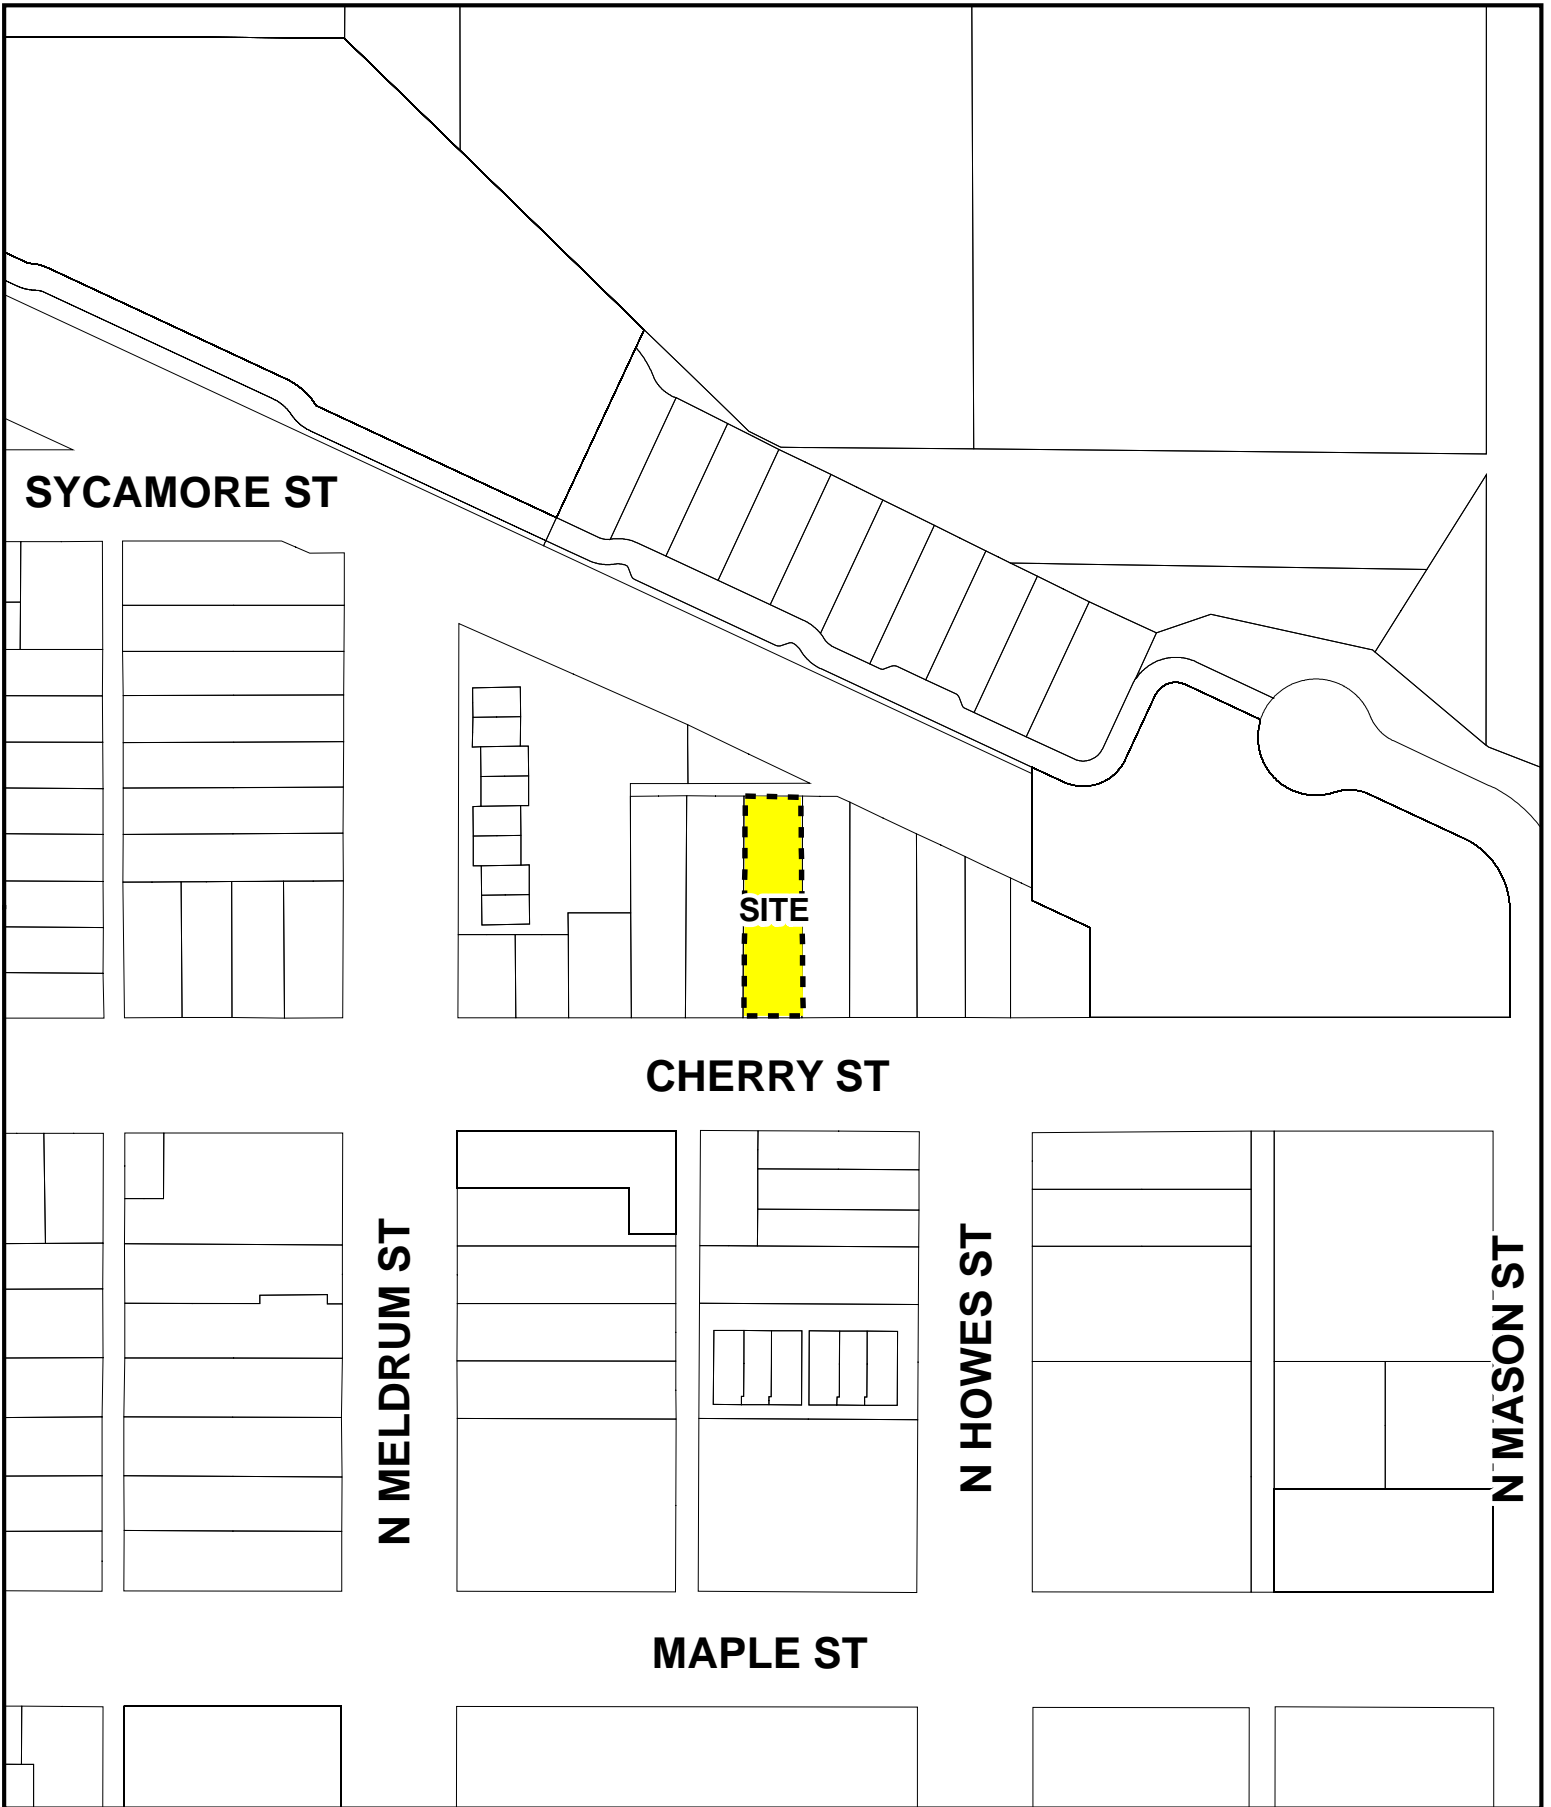 SYCAMORE ST
SITE
CHERRY ST
N MELDRUM ST
N HOWES ST
N MASON ST
MAPLE ST